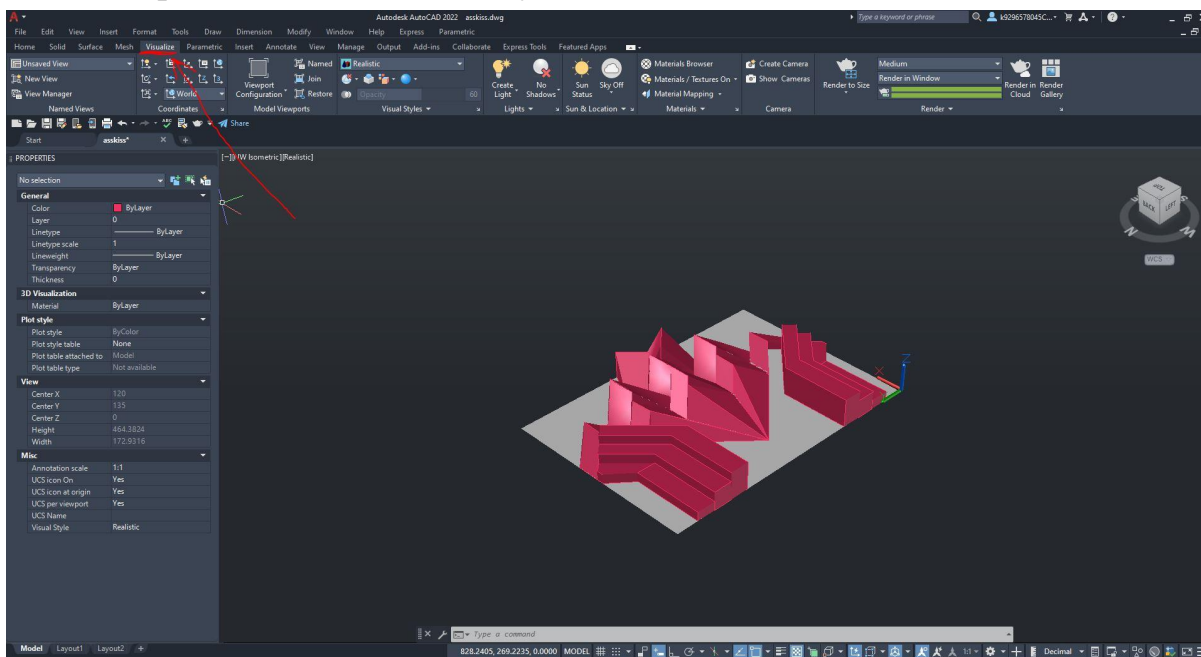 Autodesk AutoCAD 2022 asskiss.dwg
Type a keyword or phrase
k9296578045C...
File Edit View Insert Format Tools Draw Dimension Modify Window Help Express Parametric
Home Solid Surface Mesh Visualize Parametric Insert Annotate View Manage Output Add-ins Collaborate Express Tools Featured Apps
Unsaved View
New View
View Manager
Named Views
World
Coordinates
Viewport
Configuration
Named
Join
Restore
Model Viewports
Realistic
Opacity 60
Visual Styles
Create
Light
No
Shadows
Lights
Sun
Status
Sky Off
Sun & Location
Materials Browser
Materials / Textures On
Material Mapping
Materials
Create Camera
Show Cameras
Camera
Render to Size
Medium
Render in Window
Render in
Cloud
Render
Gallery
Render
Share
Start asskiss*
PROPERTIES
[−][NW Isometric][Realistic]
No selection
General
Color ByLayer
Layer 0
Linetype ByLayer
Linetype scale 1
Lineweight ByLayer
Transparency ByLayer
Thickness 0
3D Visualization
Material ByLayer
Plot style
Plot style ByColor
Plot style table None
Plot table attached to Model
Plot table type Not available
View
Center X 120
Center Y 135
Center Z 0
Height 464.3824
Width 172.9316
Misc
Annotation scale 1:1
UCS icon On Yes
UCS icon at origin Yes
UCS per viewport Yes
UCS Name
Visual Style Realistic
BACK LEFT
N W
WCS
X Z
Type a command
Model Layout1 Layout2
828.2405, 269.2235, 0.0000 MODEL 1:1 Decimal